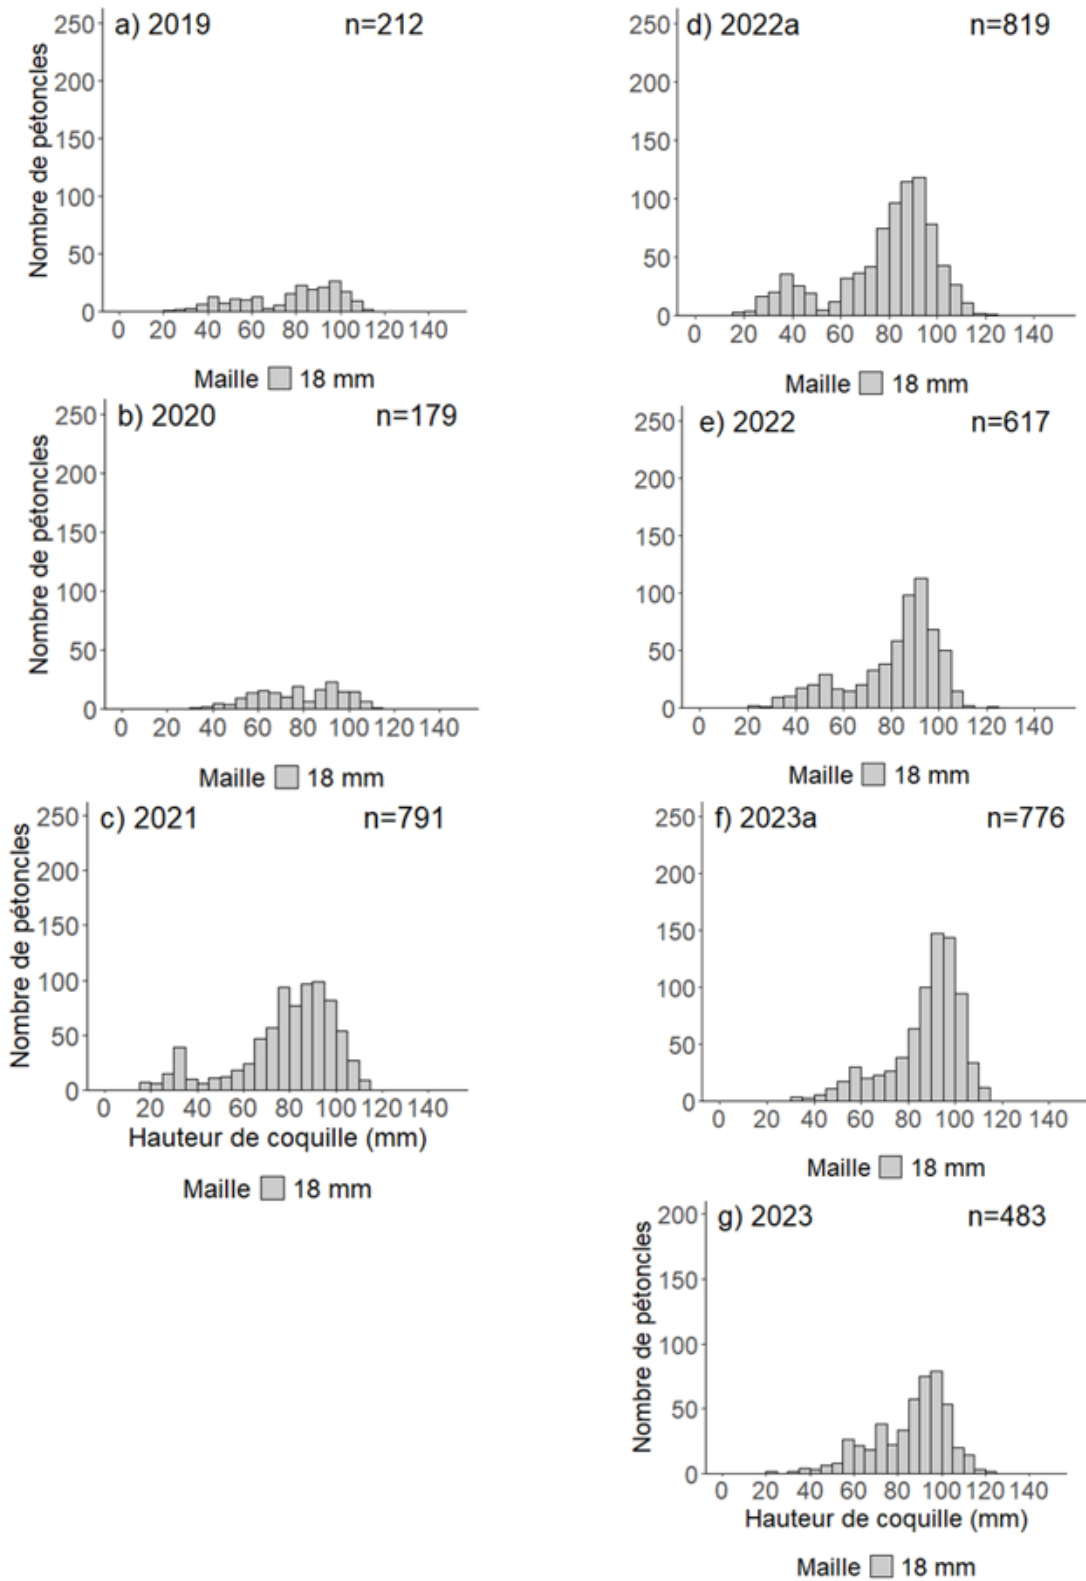 a) 2019 n=212
Nombre de pétoncles
250
200
150
100
50
0
0 20 40 60 80 100 120 140
Maille 18 mm
b) 2020 n=179
Nombre de pétoncles
250
200
150
100
50
0
0 20 40 60 80 100 120 140
Maille 18 mm
c) 2021 n=791
Nombre de pétoncles
250
200
150
100
50
0
0 20 40 60 80 100 120 140
Hauteur de coquille (mm)
Maille 18 mm
d) 2022a n=819
250
200
150
100
50
0
0 20 40 60 80 100 120 140
Maille 18 mm
e) 2022 n=617
250
200
150
100
50
0
0 20 40 60 80 100 120 140
Maille 18 mm
f) 2023a n=776
250
200
150
100
50
0
0 20 40 60 80 100 120 140
Maille 18 mm
g) 2023 n=483
Nombre de pétoncles
200
150
100
50
0
0 20 40 60 80 100 120 140
Hauteur de coquille (mm)
Maille 18 mm